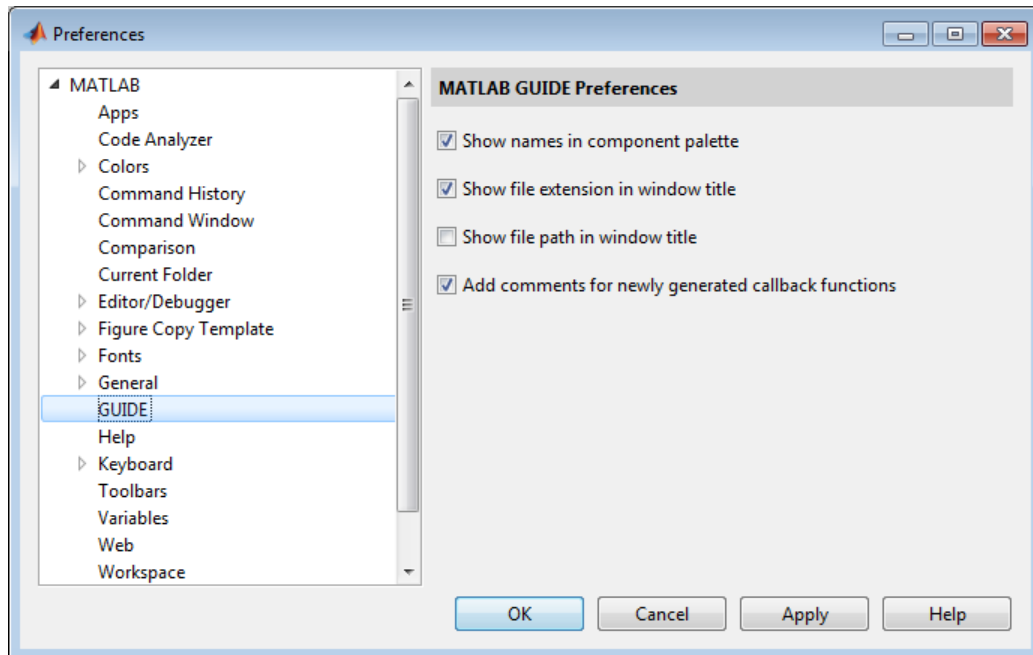 Preferences
MATLAB
Apps
Code Analyzer
Colors
Command History
Command Window
Comparison
Current Folder
Editor/Debugger
Figure Copy Template
Fonts
General
GUIDE
Help
Keyboard
Toolbars
Variables
Web
Workspace
MATLAB GUIDE Preferences
Show names in component palette
Show file extension in window title
Show file path in window title
Add comments for newly generated callback functions
OK Cancel Apply Help